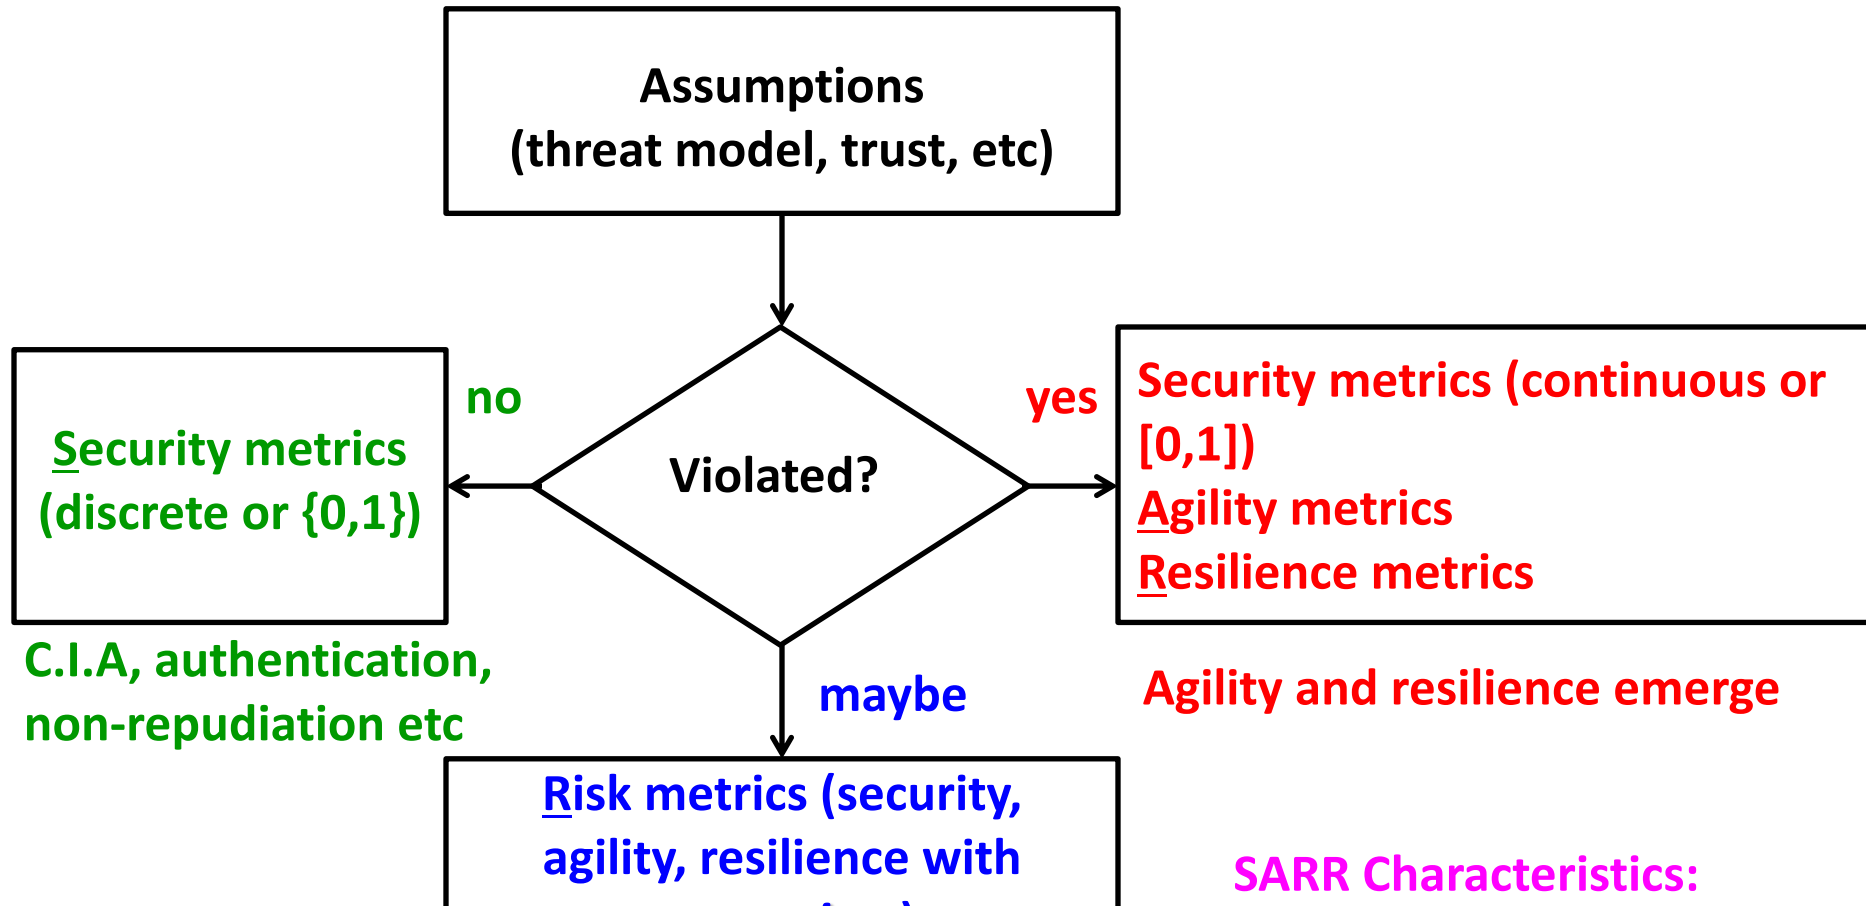 Assumptions
(threat model, trust, etc)
no
yes
Security metrics
(discrete or {0,1})
Violated?
Security metrics (continuous or
[0,1])
Agility metrics
Resilience metrics
C.I.A, authentication,
non-repudiation etc
maybe
Agility and resilience emerge
Risk metrics (security,
agility, resilience with
SARR Characteristics: